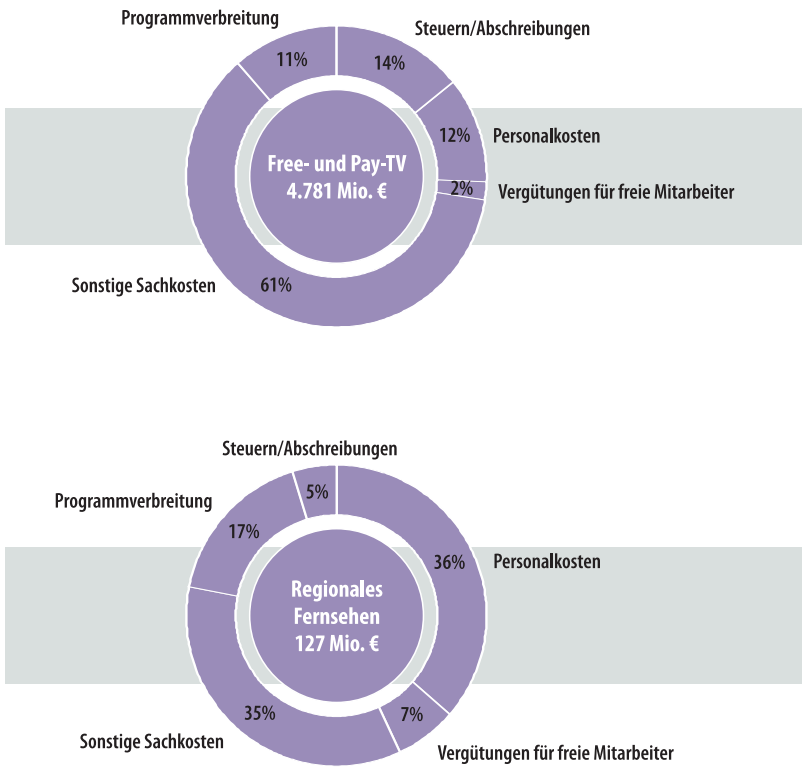 Programmverbreitung
Steuern/Abschreibungen
11%
14%
12%
Personalkosten
Free- und Pay-TV
4.781 Mio. €
2%
Vergütungen für freie Mitarbeiter
Sonstige Sachkosten
61%
Steuern/Abschreibungen
Programmverbreitung
5%
17%
36%
Personalkosten
Regionales
Fernsehen
127 Mio. €
35%
7%
Sonstige Sachkosten
Vergütungen für freie Mitarbeiter